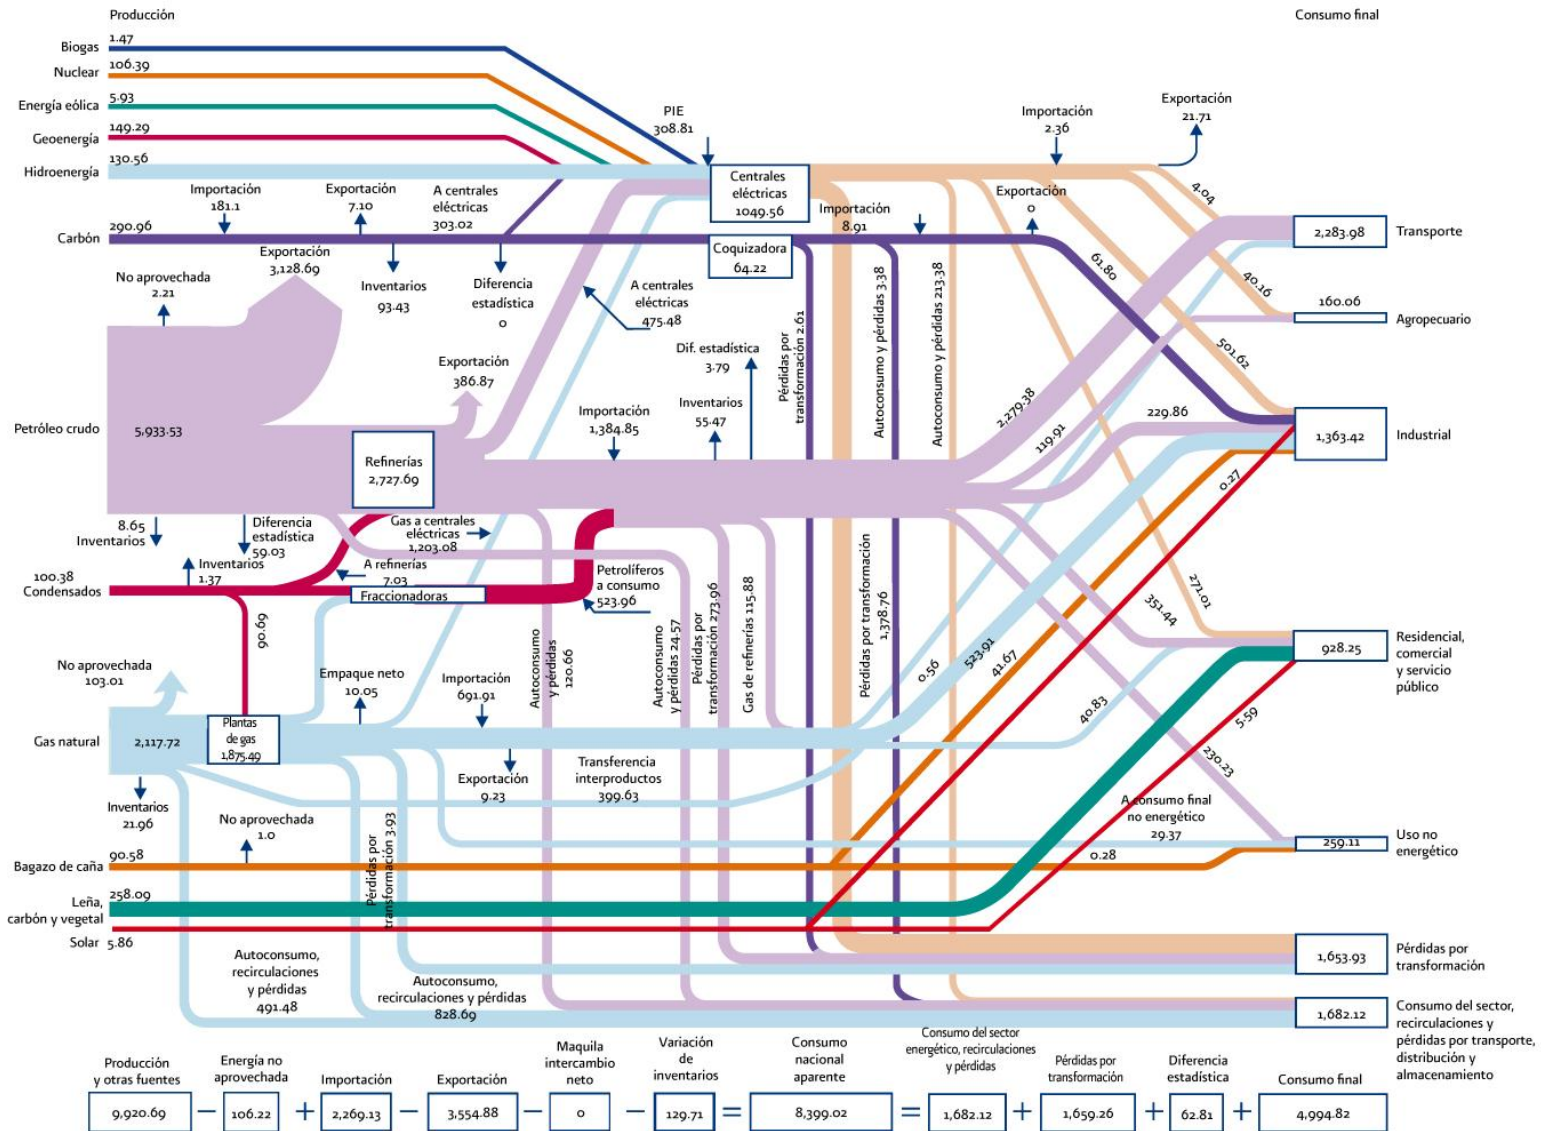 Producción
Consumo final
Biogas
1.47
Nuclear
106.39
Energía eólica
5.93
Geoenergía
149.29
Hidroenergía
130.56
PIE
308.81
Importación
2.36
Exportación
21.71
Centrales
eléctricas
1049.56
Importación
181.1
Exportación
7.10
A centrales
eléctricas
303.02
Importación
8.91
Exportación
0
4.04
Carbón
290.96
Coquizadora
64.22
2,283.98
Transporte
Exportación
3,128.69
No aprovechada
2.21
Inventarios
93.43
Diferencia
estadística
0
A centrales
eléctricas
475.48
61.80
40.16
160.06
Agropecuario
Pérdidas por
transformación 2.61
Autoconsumo y pérdidas 3.38
Autoconsumo y pérdidas 213.38
501.62
Exportación
386.87
Dif. estadística
3.79
Importación
1,384.85
Inventarios
55.47
2,279.38
119.91
229.86
Petróleo crudo
5,933.53
Refinerías
2,727.69
1,363.42
Industrial
0.27
8.65
Inventarios
Diferencia
estadística
59.03
Gas a centrales
eléctricas
1,203.08
Inventarios
1.37
A refinerías
7.03
100.38
Condensados
Fraccionadoras
Petrolíferos
a consumo
523.96
90.69
Autoconsumo
y pérdidas
120.66
Autoconsumo
y pérdidas 24.57
Pérdidas por
transformación 273.96
Gas de refinerías 115.88
Pérdidas por transformación
1,378.76
0.56
523.91
41.67
271.01
351.44
928.25
Residencial,
comercial
y servicio
público
No aprovechada
103.01
Empaque neto
10.05
Importación
691.91
40.83
5.59
230.23
Gas natural
2,117.72
Plantas
de gas
1,875.49
Exportación
9.23
Transferencia
interproductos
399.63
Inventarios
21.96
No aprovechada
1.0
Pérdidas por
transformación 3.93
A consumo final
no energético
29.37
259.11
Uso no
energético
Bagazo de caña
90.58
0.28
Leña,
carbón y vegetal
258.09
Solar
5.86
Autoconsumo,
recirculaciones
y pérdidas
491.48
Autoconsumo,
recirculaciones y pérdidas
828.69
1,653.93
Pérdidas por
transformación
1,682.12
Consumo del sector,
recirculaciones y
pérdidas por transporte,
distribución y
almacenamiento
Producción
y otras fuentes
Energía no
aprovechada
Importación
Exportación
Maquila
intercambio
neto
Variación
de
inventarios
Consumo
nacional
aparente
Consumo del sector
energético, recirculaciones
y pérdidas
Pérdidas por
transformación
Diferencia
estadística
Consumo final
9,920.69 − 106.22 + 2,269.13 − 3,554.88 − 0 − 129.71 = 8,399.02 = 1,682.12 + 1,659.26 + 62.81 + 4,994.82